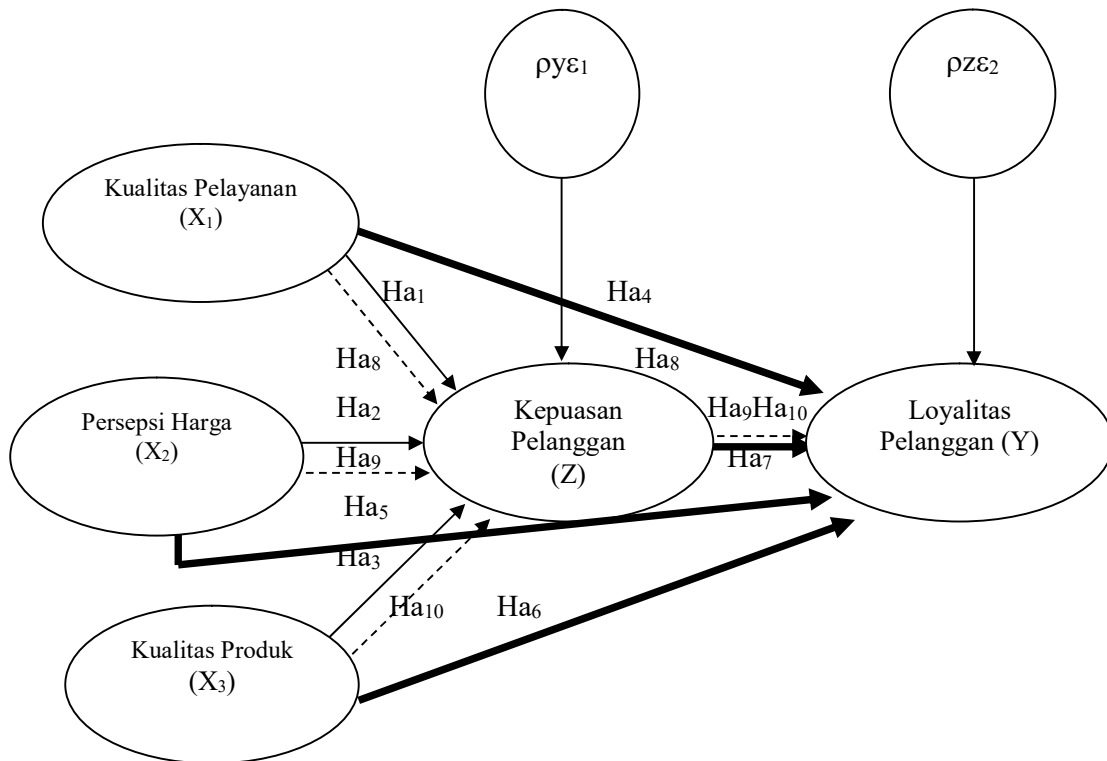 ρyε₁
ρzε₂
Kualitas Pelayanan
(X₁)
Ha₁
Ha₄
Ha₈
Ha₈
Ha₂
Persepsi Harga
(X₂)
Ha₉
Kepuasan
Pelanggan
(Z)
Ha₉Ha₁₀
Ha₇
Loyalitas
Pelanggan (Y)
Ha₅
Ha₃
Ha₁₀
Ha₆
Kualitas Produk
(X₃)